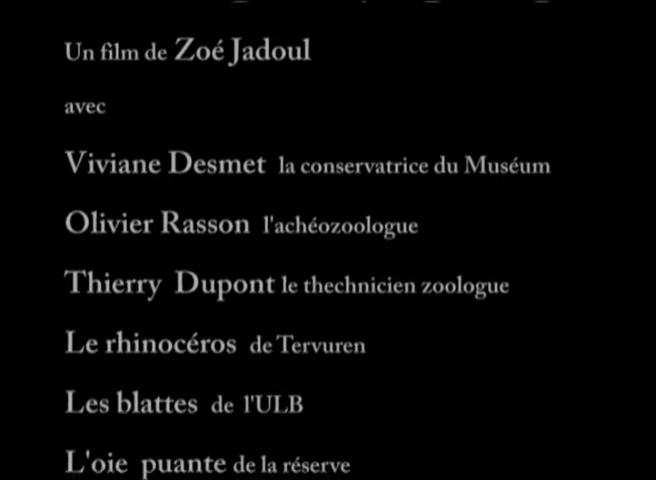 Un film de Zoé Jadoul
avec
Viviane Desmet la conservatrice du Muséum
Olivier Rasson l'achéozoologue
Thierry Dupont le thechnicien zoologue
Le rhinocéros de Tervuren
Les blattes de l'ULB
L'oie puante de la réserve